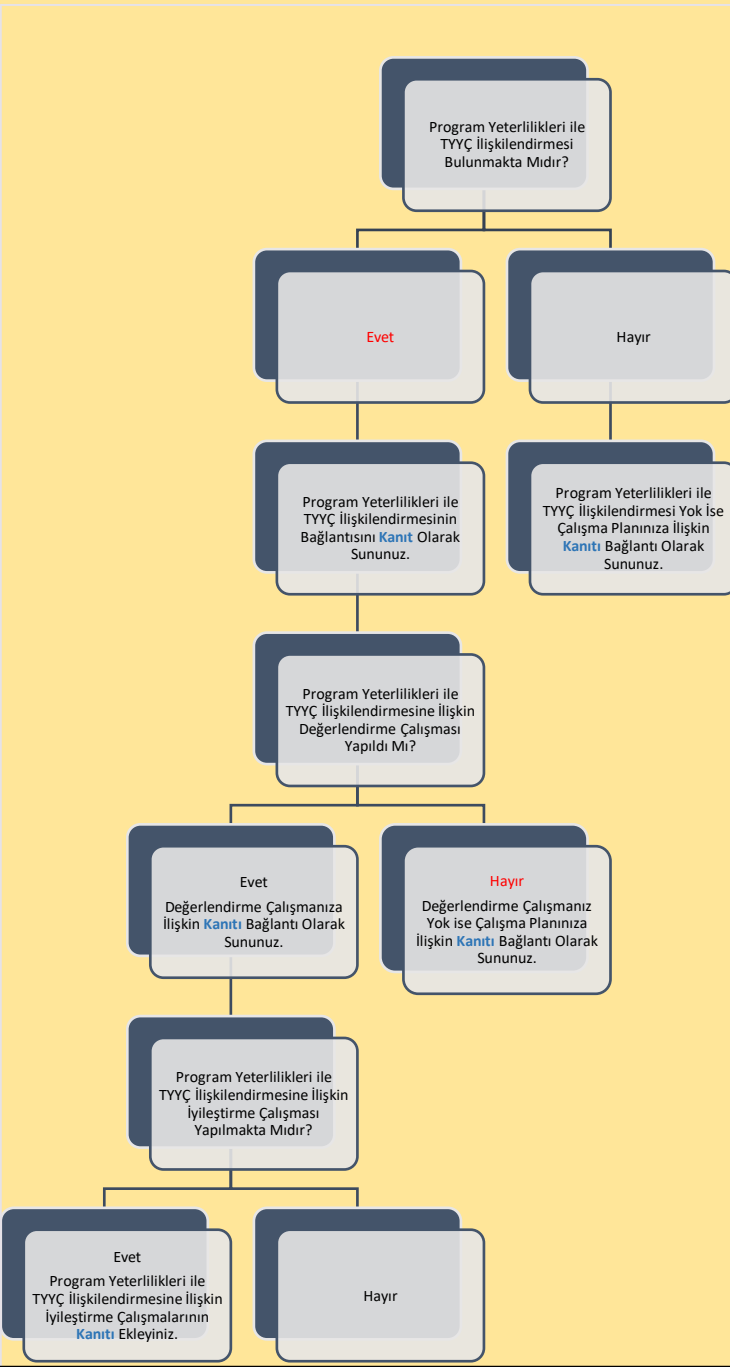 Program Yeterlilikleri ile
TYYÇ İlişkilendirmesi
Bulunmakta Mıdır?
Evet
Hayır
Program Yeterlilikleri ile
TYYÇ İlişkilendirmesinin
Bağlantısını Kanıt Olarak
Sununuz.
Program Yeterlilikleri ile
TYYÇ İlişkilendirmesi Yok İse
Çalışma Planınıza İlişkin
Kanıtı Bağlantı Olarak
Sununuz.
Program Yeterlilikleri ile
TYYÇ İlişkilendirmesine İlişkin
Değerlendirme Çalışması
Yapıldı Mı?
Evet
Değerlendirme Çalışmanıza
İlişkin Kanıtı Bağlantı Olarak
Sununuz.
Hayır
Değerlendirme Çalışmanız
Yok ise Çalışma Planınıza
İlişkin Kanıtı Bağlantı Olarak
Sununuz.
Program Yeterlilikleri ile
TYYÇ İlişkilendirmesine İlişkin
İyileştirme Çalışması
Yapılmakta Mıdır?
Evet
Program Yeterlilikleri ile
TYYÇ İlişkilendirmesine İlişkin
İyileştirme Çalışmalarının
Kanıtı Ekleyiniz.
Hayır